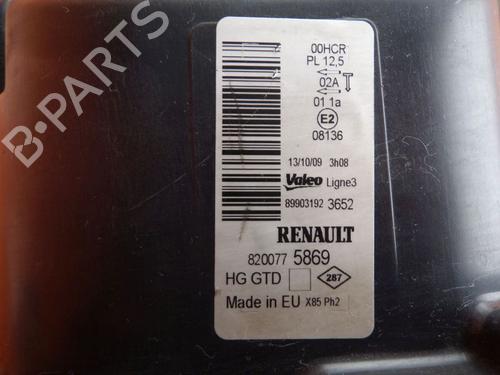 00HCR
PL 12,5
02A
01 1a
E2
08136
13/10/09 3h08
Valeo Ligne3
89903192 3652
RENAULT
820077 5869
HG GTD 287
Made in EU X85 Ph2
B-PARTS